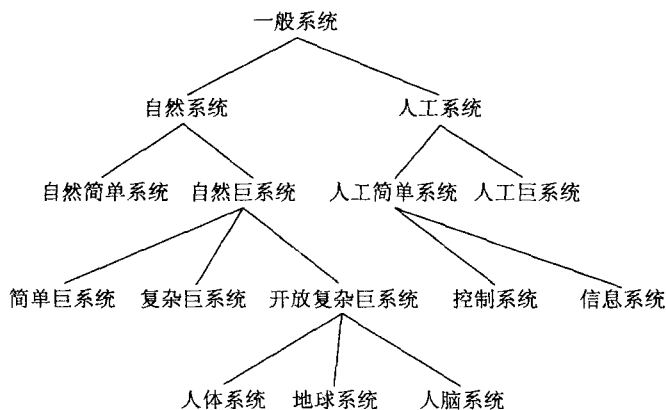 一般系统
自然系统 人工系统
自然简单系统 自然巨系统 人工简单系统 人工巨系统
简单巨系统 复杂巨系统 开放复杂巨系统 控制系统 信息系统
人体系统 地球系统 人脑系统